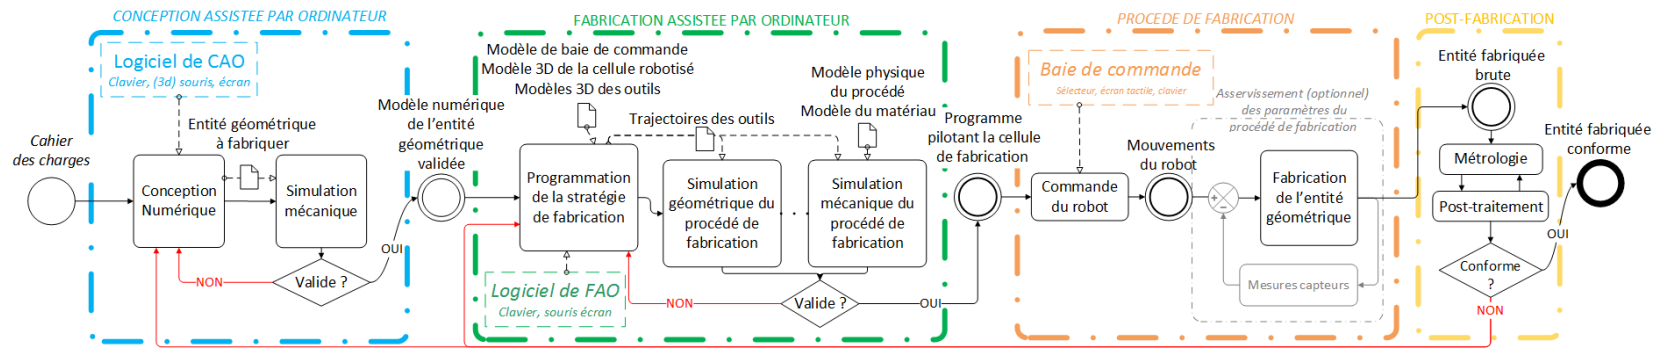 CONCEPTION ASSISTEE PAR ORDINATEUR
Logiciel de CAO
Clavier, (3d) souris, écran
Cahier
des charges
Entité géométrique
à fabriquer
Conception
Numérique
Simulation
mécanique
Valide ?
NON
OUI
Modèle numérique
de l'entité
géométrique
validée
FABRICATION ASSISTEE PAR ORDINATEUR
Modèle de baie de commande
Modèle 3D de la cellule robotisé
Modèles 3D des outils
Trajectoires des outils
Modèle physique
du procédé
Modèle du matériau
Programmation
de la stratégie
de fabrication
Simulation
géométrique du
procédé de
fabrication
Simulation
mécanique du
procédé de
fabrication
Logiciel de FAO
Clavier, souris écran
NON
Valide ?
OUI
Programme
pilotant la cellule
de fabrication
PROCEDE DE FABRICATION
Baie de commande
Sélecteur, écran tactile, clavier
Commande
du robot
Mouvements
du robot
Asservissement (optionnel)
des paramètres du
procédé de fabrication
+
-
Fabrication
de l'entité
géométrique
Mesures capteurs
POST-FABRICATION
Entité fabriquée
brute
Métrologie
Post-traitement
Conforme
?
NON
OUI
Entité fabriquée
conforme